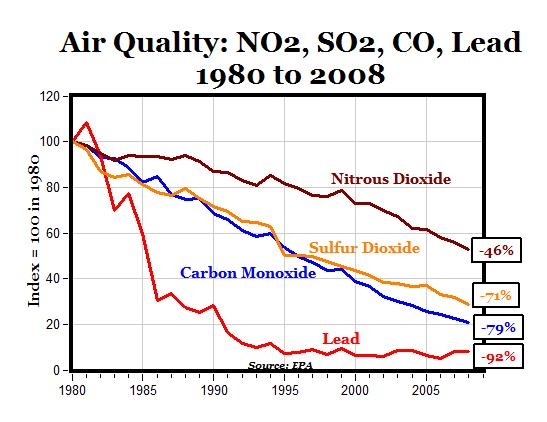 Air Quality: NO2, SO2, CO, Lead
1980 to 2008
Index = 100 in 1980
120
100
80
60
40
20
0
Nitrous Dioxide
Sulfur Dioxide
Carbon Monoxide
Lead
-46%
-71%
-79%
-92%
Source: EPA
1980 1985 1990 1995 2000 2005